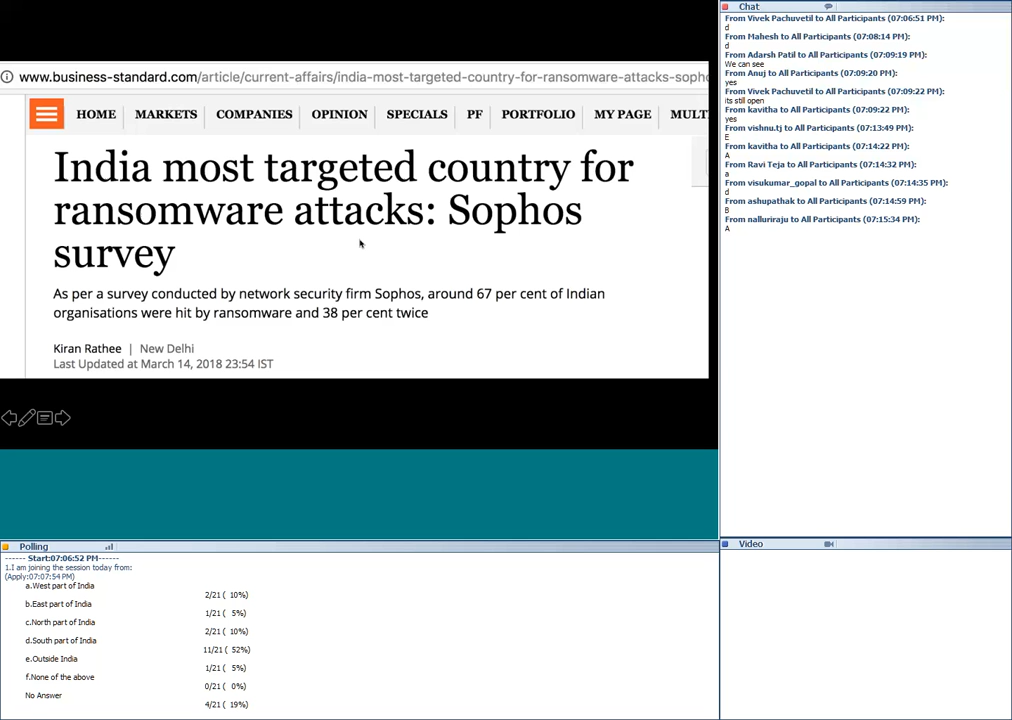 www.business-standard.com/article/current-affairs/india-most-targeted-country-for-ransomware-attacks-sopho
HOME MARKETS COMPANIES OPINION SPECIALS PF PORTFOLIO MY PAGE MULT
India most targeted country for
ransomware attacks: Sophos
survey
As per a survey conducted by network security firm Sophos, around 67 per cent of Indian
organisations were hit by ransomware and 38 per cent twice
Kiran Rathee | New Delhi
Last Updated at March 14, 2018 23:54 IST
Chat
From Vivek Pachuvetil to All Participants (07:06:51 PM):
d
From Mahesh to All Participants (07:08:14 PM):
d
From Adarsh Patil to All Participants (07:09:19 PM):
We can see
From Anuj to All Participants (07:09:20 PM):
yes
From Vivek Pachuvetil to All Participants (07:09:22 PM):
its still open
From kavitha to All Participants (07:09:22 PM):
yes
From vishnu.tj to All Participants (07:13:49 PM):
E
From kavitha to All Participants (07:14:22 PM):
A
From Ravi Teja to All Participants (07:14:32 PM):
a
From visukumar_gopal to All Participants (07:14:35 PM):
d
From ashupathak to All Participants (07:14:59 PM):
B
From nalluriraju to All Participants (07:15:34 PM):
A
Polling
------ Start:07:06:52 PM------
1.I am joining the session today from:
(Apply:07:07:54 PM)
a.West part of India
2/21 ( 10%)
b.East part of India
1/21 ( 5%)
c.North part of India
2/21 ( 10%)
d.South part of India
11/21 ( 52%)
e.Outside India
1/21 ( 5%)
f.None of the above
0/21 ( 0%)
No Answer
4/21 ( 19%)
Video